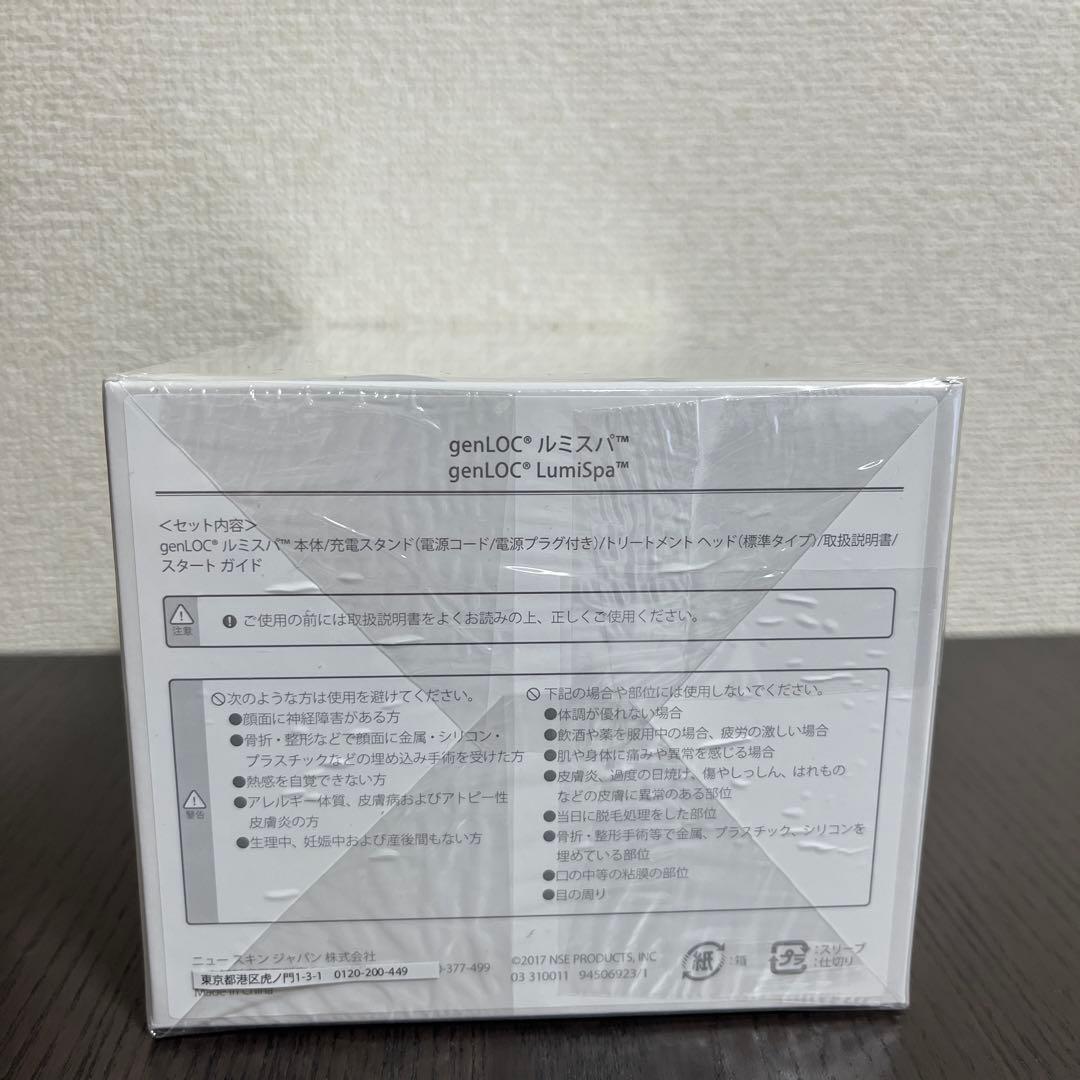 genLOC® ルミスパ™
genLOC® LumiSpa™
＜セット内容＞
genLOC® ルミスパ™ 本体/充電スタンド(電源コード/電源プラグ付き)/トリートメント ヘッド(標準タイプ)/取扱説明書/
スタート ガイド
注意
ご使用の前には取扱説明書をよくお読みの上、正しくご使用ください。
警告
次のような方は使用を避けてください。
●顔面に神経障害がある方
●骨折・整形などで顔面に金属・シリコン・
プラスチックなどの埋め込み手術を受けた方
●熱感を自覚できない方
●アレルギー体質、皮膚病およびアトピー性
皮膚炎の方
●生理中、妊娠中および産後間もない方
下記の場合や部位には使用しないでください。
●体調が優れない場合
●飲酒や薬を服用中の場合、疲労の激しい場合
●肌や身体に痛みや異常を感じる場合
●皮膚炎、過度の日焼け、傷やしっしん、はれもの
などの皮膚に異常のある部位
●当日に脱毛処理をした部位
●骨折・整形手術等で金属、プラスチック、シリコンを
埋めている部位
●口の中等の粘膜の部位
●目の周り
ニュー スキン ジャパン 株式会社
東京都港区虎ノ門1-3-1 0120-200-449
0-377-499
Made in China
©2017 NSE PRODUCTS, INC
03 310011 94506923/1
紙
:箱
プラ
:スリーブ
:仕切り